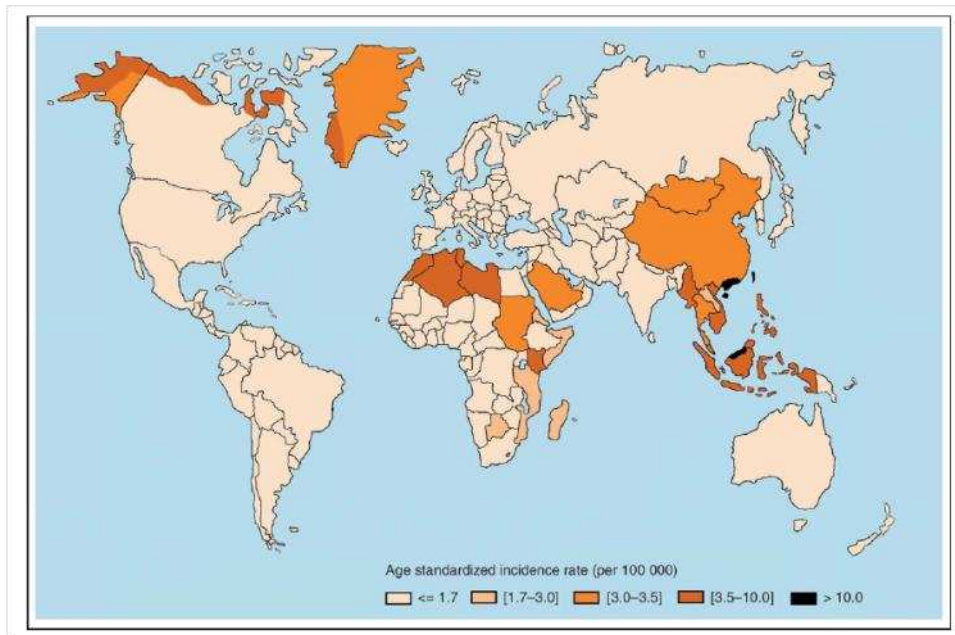 Age standardized incidence rate (per 100 000)
<= 1.7 [1.7–3.0] [3.0–3.5] [3.5–10.0] > 10.0